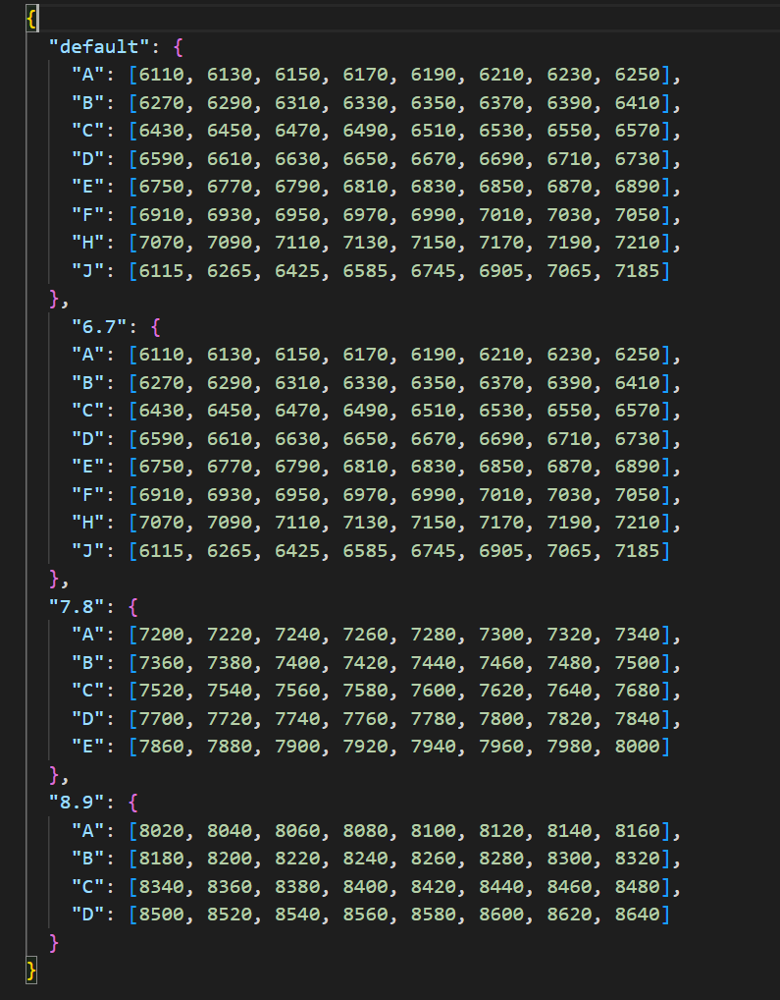 {
  "default": {
    "A": [6110, 6130, 6150, 6170, 6190, 6210, 6230, 6250],
    "B": [6270, 6290, 6310, 6330, 6350, 6370, 6390, 6410],
    "C": [6430, 6450, 6470, 6490, 6510, 6530, 6550, 6570],
    "D": [6590, 6610, 6630, 6650, 6670, 6690, 6710, 6730],
    "E": [6750, 6770, 6790, 6810, 6830, 6850, 6870, 6890],
    "F": [6910, 6930, 6950, 6970, 6990, 7010, 7030, 7050],
    "H": [7070, 7090, 7110, 7130, 7150, 7170, 7190, 7210],
    "J": [6115, 6265, 6425, 6585, 6745, 6905, 7065, 7185]
  },
    "6.7": {
    "A": [6110, 6130, 6150, 6170, 6190, 6210, 6230, 6250],
    "B": [6270, 6290, 6310, 6330, 6350, 6370, 6390, 6410],
    "C": [6430, 6450, 6470, 6490, 6510, 6530, 6550, 6570],
    "D": [6590, 6610, 6630, 6650, 6670, 6690, 6710, 6730],
    "E": [6750, 6770, 6790, 6810, 6830, 6850, 6870, 6890],
    "F": [6910, 6930, 6950, 6970, 6990, 7010, 7030, 7050],
    "H": [7070, 7090, 7110, 7130, 7150, 7170, 7190, 7210],
    "J": [6115, 6265, 6425, 6585, 6745, 6905, 7065, 7185]
  },
  "7.8": {
    "A": [7200, 7220, 7240, 7260, 7280, 7300, 7320, 7340],
    "B": [7360, 7380, 7400, 7420, 7440, 7460, 7480, 7500],
    "C": [7520, 7540, 7560, 7580, 7600, 7620, 7640, 7680],
    "D": [7700, 7720, 7740, 7760, 7780, 7800, 7820, 7840],
    "E": [7860, 7880, 7900, 7920, 7940, 7960, 7980, 8000]
  },
  "8.9": {
    "A": [8020, 8040, 8060, 8080, 8100, 8120, 8140, 8160],
    "B": [8180, 8200, 8220, 8240, 8260, 8280, 8300, 8320],
    "C": [8340, 8360, 8380, 8400, 8420, 8440, 8460, 8480],
    "D": [8500, 8520, 8540, 8560, 8580, 8600, 8620, 8640]
  }
}